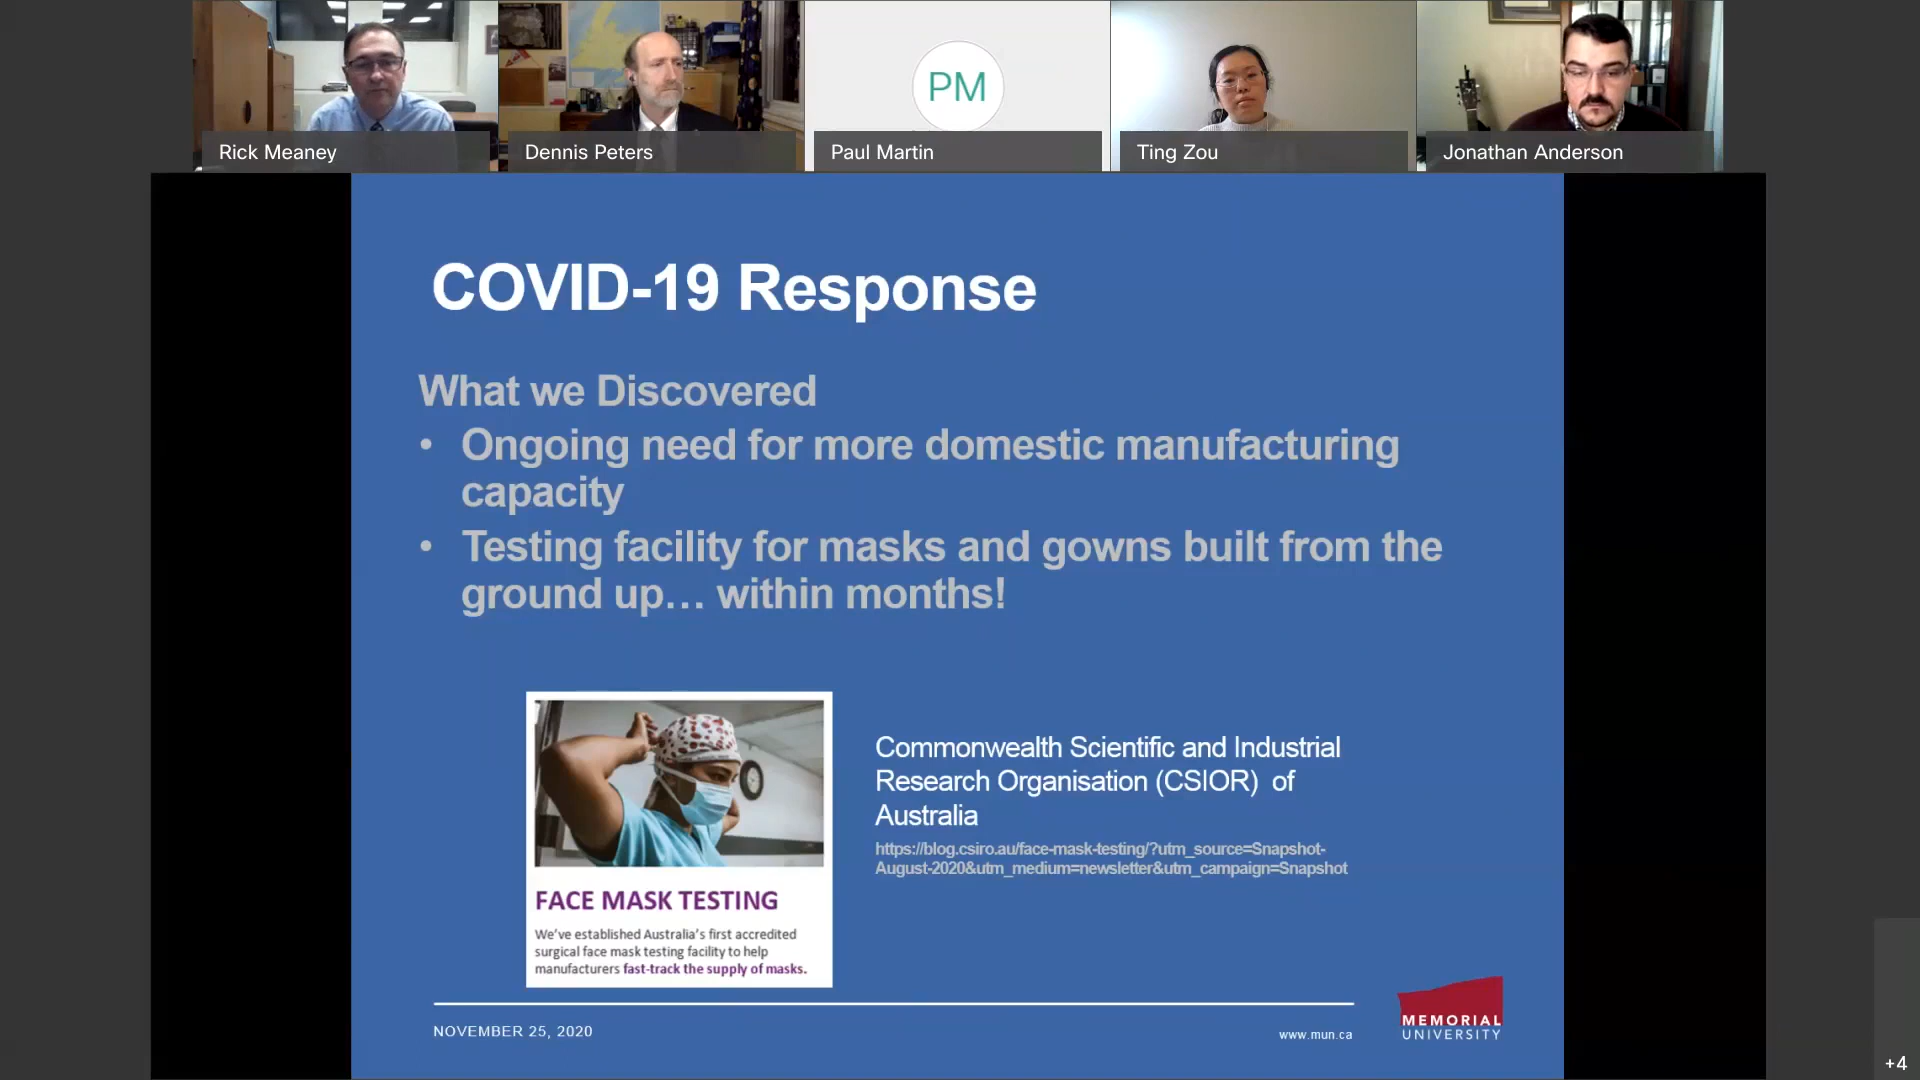 Rick Meaney
Dennis Peters
PM
Paul Martin
Ting Zou
Jonathan Anderson
COVID-19 Response
What we Discovered
• Ongoing need for more domestic manufacturing
capacity
• Testing facility for masks and gowns built from the
ground up… within months!
Commonwealth Scientific and Industrial
Research Organisation (CSIOR) of
Australia
https://blog.csiro.au/face-mask-testing/?utm_source=Snapshot-
August-2020&utm_medium=newsletter&utm_campaign=Snapshot
FACE MASK TESTING
We've established Australia's first accredited
surgical face mask testing facility to help
manufacturers fast-track the supply of masks.
NOVEMBER 25, 2020
www.mun.ca
MEMORIAL
UNIVERSITY
+4